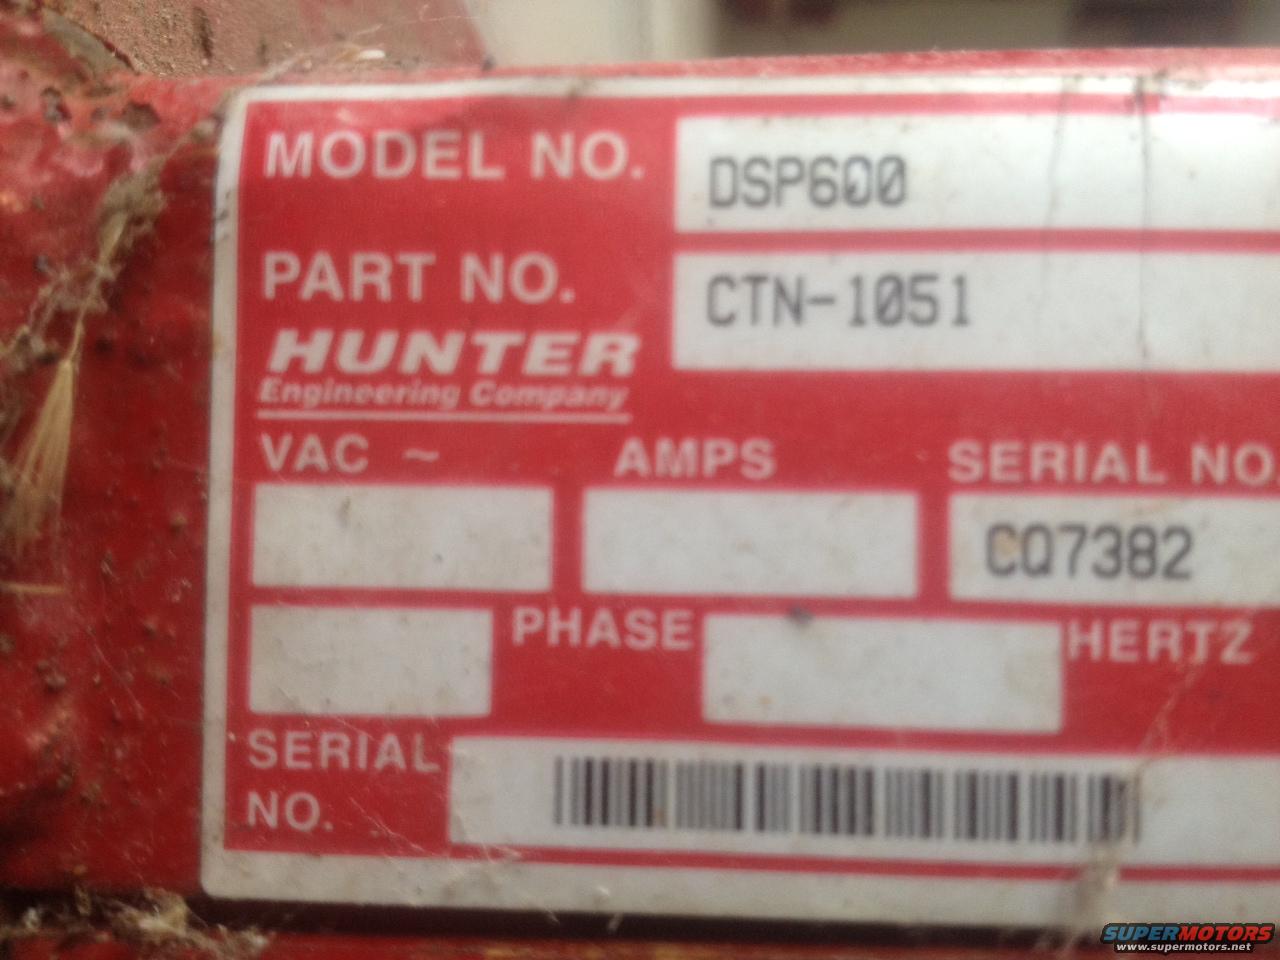 MODEL NO. DSP600
PART NO. CTN-1051
HUNTER
Engineering Company
VAC ~ AMPS SERIAL NO.
CQ7382
PHASE HERTZ
SERIAL
NO.
SUPERMOTORS
www.supermotors.net